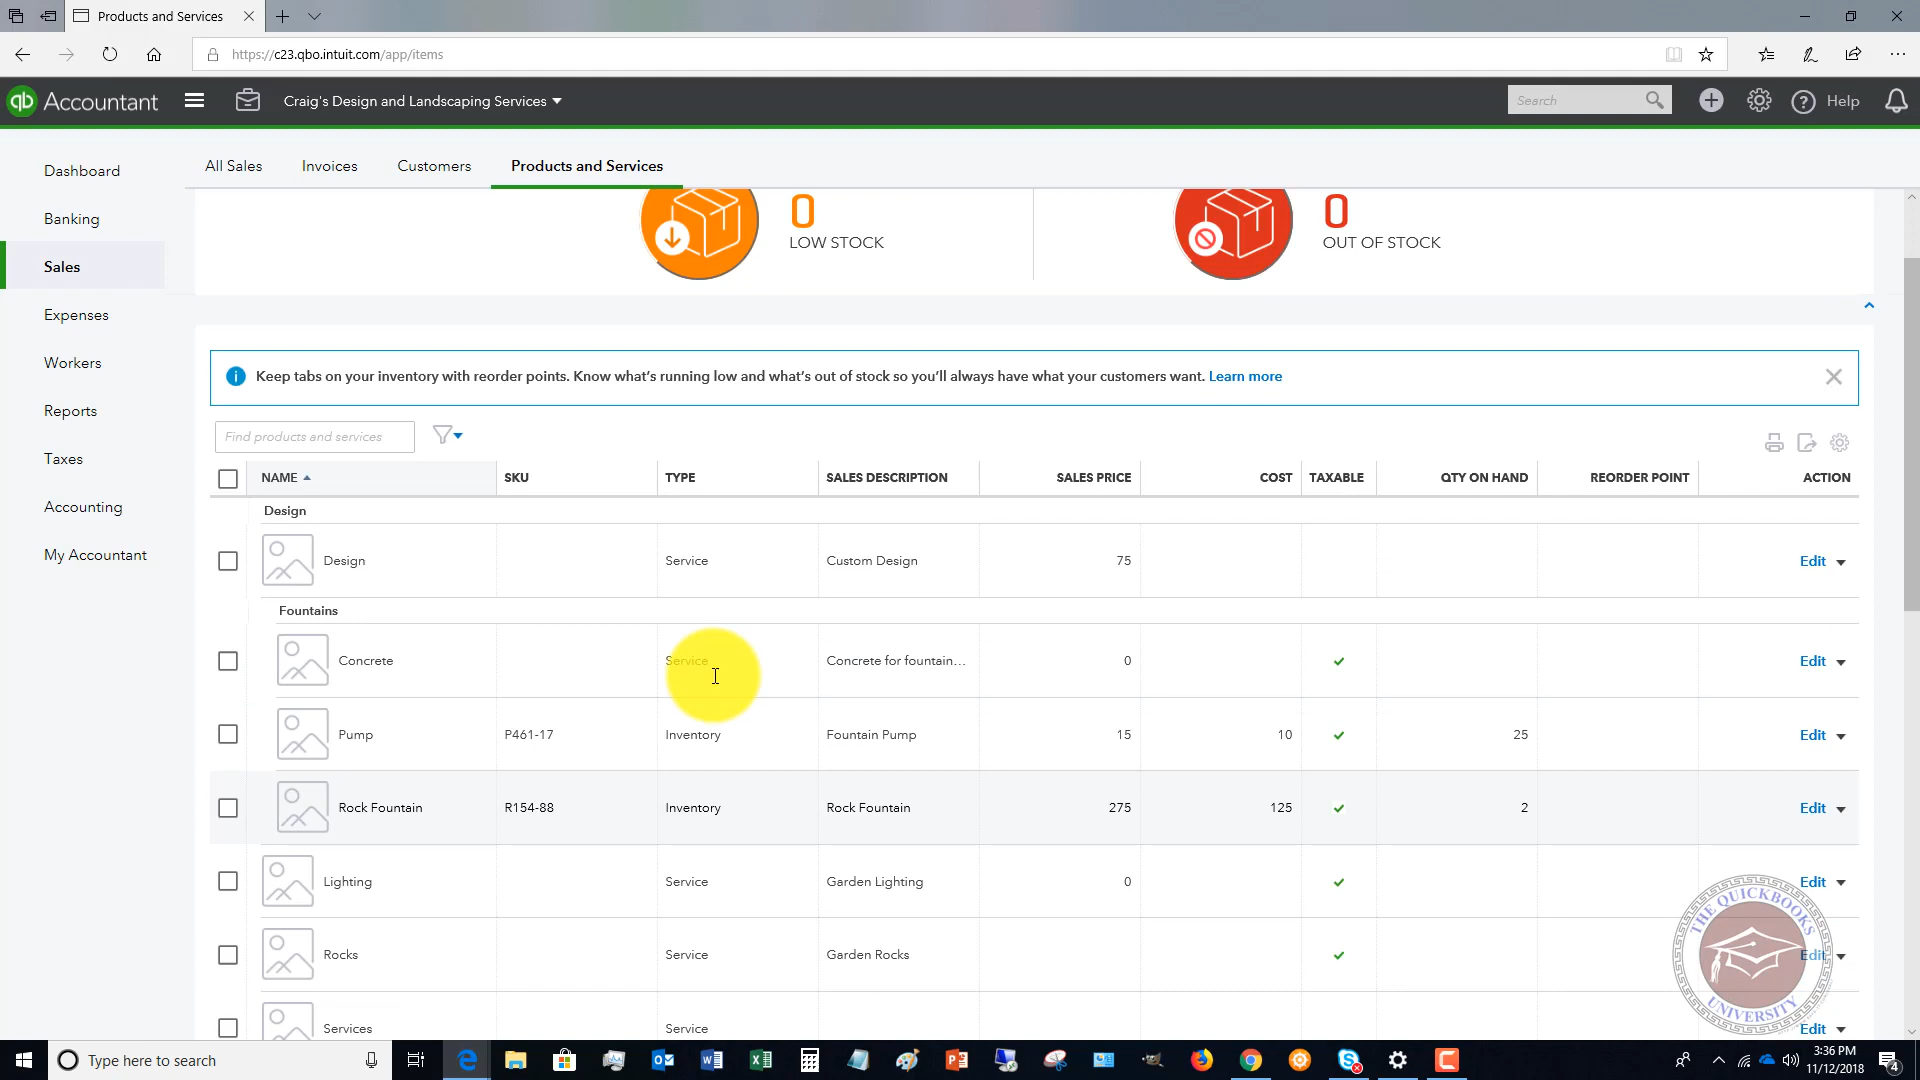 Products and Services
https://c23.qbo.intuit.com/app/items
qb Accountant
Craig's Design and Landscaping Services
Search
Help
Dashboard
Banking
Sales
Expenses
Workers
Reports
Taxes
Accounting
My Accountant
All Sales Invoices Customers Products and Services
0
LOW STOCK
0
OUT OF STOCK
Keep tabs on your inventory with reorder points. Know what's running low and what's out of stock so you'll always have what your customers want. Learn more
Find products and services
NAME SKU TYPE SALES DESCRIPTION SALES PRICE COST TAXABLE QTY ON HAND REORDER POINT ACTION
Design
Design Service Custom Design 75 Edit
Fountains
Concrete Service Concrete for fountain... 0 Edit
Pump P461-17 Inventory Fountain Pump 15 10 25 Edit
Rock Fountain R154-88 Inventory Rock Fountain 275 125 2 Edit
Lighting Service Garden Lighting 0 Edit
Rocks Service Garden Rocks Edit
Services Service Edit
THE QUICKBOOKS UNIVERSITY
Type here to search
3:36 PM
11/12/2018
4